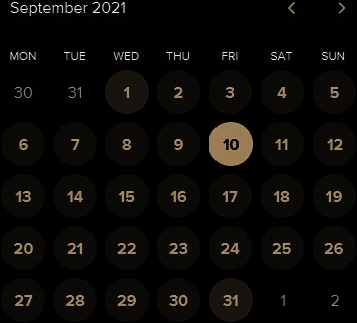 September 2021
MON TUE WED THU FRI SAT SUN
30 31 1 2 3 4 5
6 7 8 9 10 11 12
13 14 15 16 17 18 19
20 21 22 23 24 25 26
27 28 29 30 31 1 2